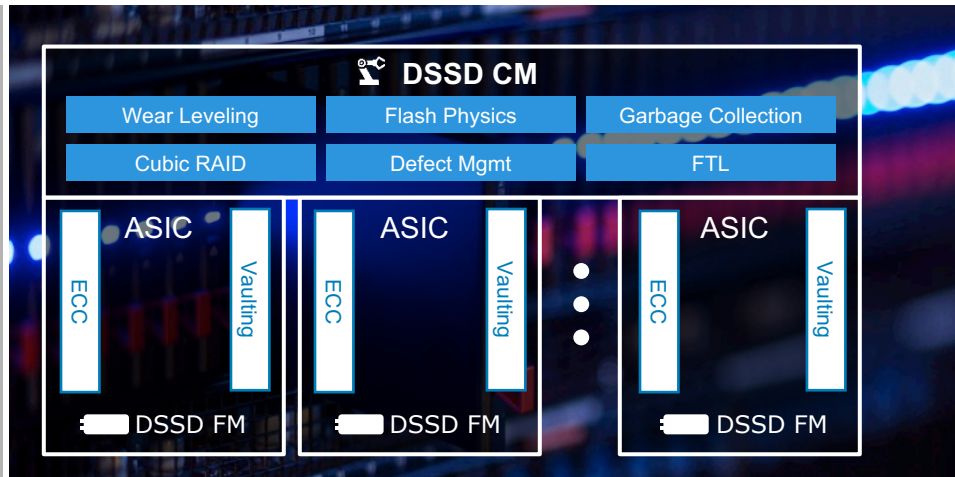 DSSD CM
Wear Leveling Flash Physics Garbage Collection
Cubic RAID Defect Mgmt FTL
ASIC ASIC ASIC
ECC Vaulting ECC Vaulting ECC Vaulting
DSSD FM DSSD FM DSSD FM